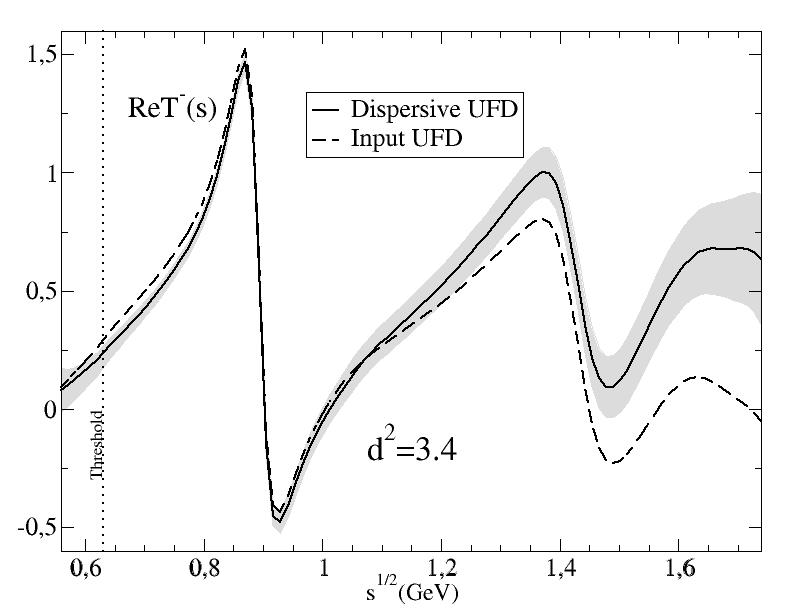 1,5
1
0,5
0
-0,5
ReT⁻(s)
Dispersive UFD
Input UFD
Threshold
d²=3.4
0,6 0,8 1 1,2 1,4 1,6
s^1/2(GeV)